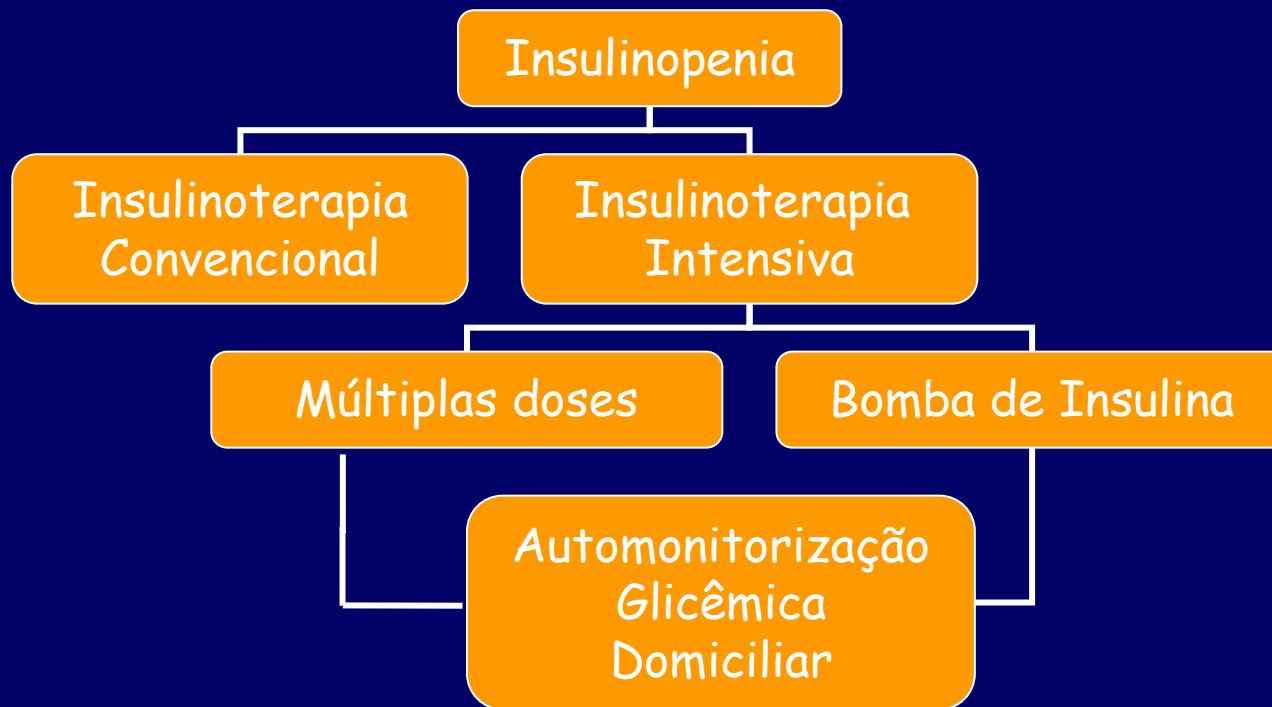 Insulinopenia
Insulinoterapia
Convencional
Insulinoterapia
Intensiva
Múltiplas doses
Bomba de Insulina
Automonitorização
Glicêmica
Domiciliar